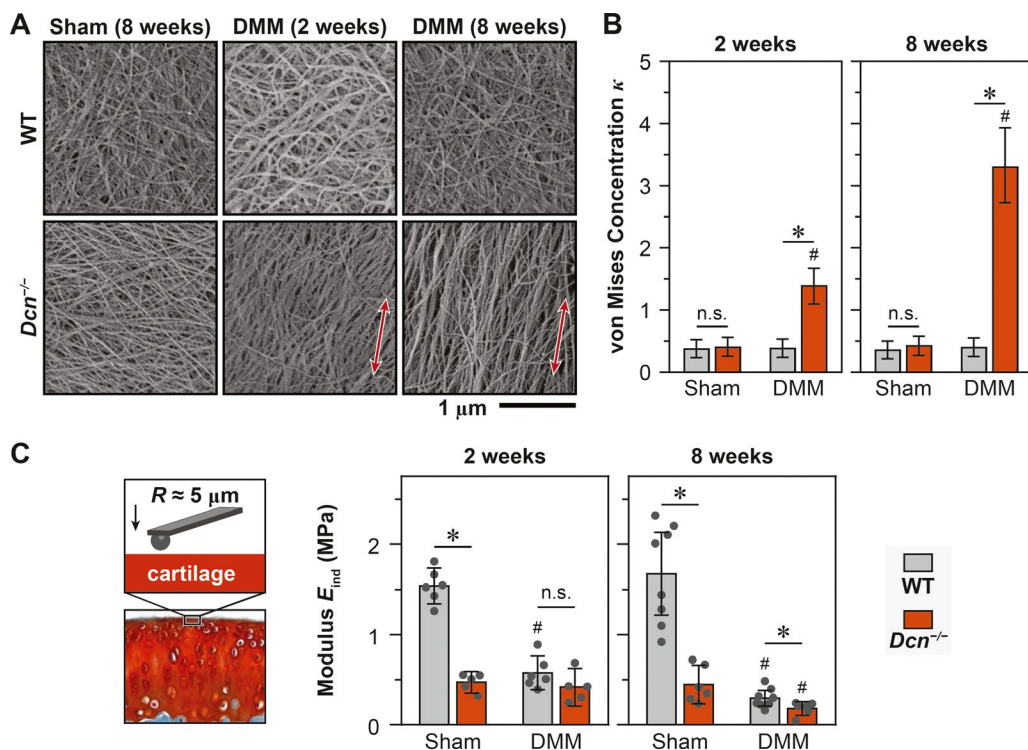 A
Sham (8 weeks) DMM (2 weeks) DMM (8 weeks)
WT
Dcn⁻/⁻
1 μm
B
2 weeks 8 weeks
von Mises Concentration κ
5
4
3
2
1
0
n.s.
*
#
n.s.
*
#
Sham DMM Sham DMM
C
R ≈ 5 μm
cartilage
2 weeks 8 weeks
Modulus E_ind (MPa)
2
1
0
*
#
n.s.
*
#
*
#
Sham DMM Sham DMM
WT
Dcn⁻/⁻